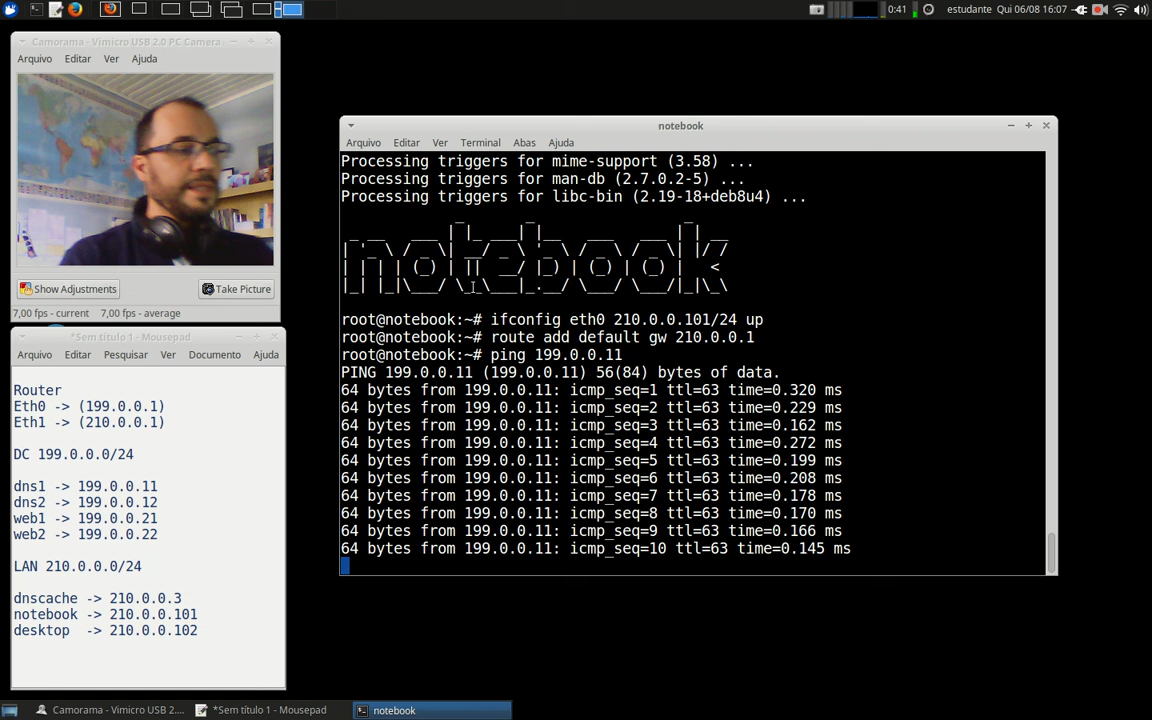 0:41
estudante Qui 06/08 16:07
Camorama - Vimicro USB 2.0 PC Camera
Arquivo Editar Ver Ajuda
Show Adjustments
Take Picture
7,00 fps - current 7,00 fps - average
*Sem título 1 - Mousepad
Arquivo Editar Pesquisar Ver Documento Ajuda
Router
Eth0 -> (199.0.0.1)
Eth1 -> (210.0.0.1)
DC 199.0.0.0/24
dns1 -> 199.0.0.11
dns2 -> 199.0.0.12
web1 -> 199.0.0.21
web2 -> 199.0.0.22
LAN 210.0.0.0/24
dnscache -> 210.0.0.3
notebook -> 210.0.0.101
desktop -> 210.0.0.102
notebook
Arquivo Editar Ver Terminal Abas Ajuda
Processing triggers for mime-support (3.58) ...
Processing triggers for man-db (2.7.0.2-5) ...
Processing triggers for libc-bin (2.19-18+deb8u4) ...
notebook
root@notebook:~# ifconfig eth0 210.0.0.101/24 up
root@notebook:~# route add default gw 210.0.0.1
root@notebook:~# ping 199.0.0.11
PING 199.0.0.11 (199.0.0.11) 56(84) bytes of data.
64 bytes from 199.0.0.11: icmp_seq=1 ttl=63 time=0.320 ms
64 bytes from 199.0.0.11: icmp_seq=2 ttl=63 time=0.229 ms
64 bytes from 199.0.0.11: icmp_seq=3 ttl=63 time=0.162 ms
64 bytes from 199.0.0.11: icmp_seq=4 ttl=63 time=0.272 ms
64 bytes from 199.0.0.11: icmp_seq=5 ttl=63 time=0.199 ms
64 bytes from 199.0.0.11: icmp_seq=6 ttl=63 time=0.208 ms
64 bytes from 199.0.0.11: icmp_seq=7 ttl=63 time=0.178 ms
64 bytes from 199.0.0.11: icmp_seq=8 ttl=63 time=0.170 ms
64 bytes from 199.0.0.11: icmp_seq=9 ttl=63 time=0.166 ms
64 bytes from 199.0.0.11: icmp_seq=10 ttl=63 time=0.145 ms
Camorama - Vimicro USB 2....
*Sem título 1 - Mousepad
notebook